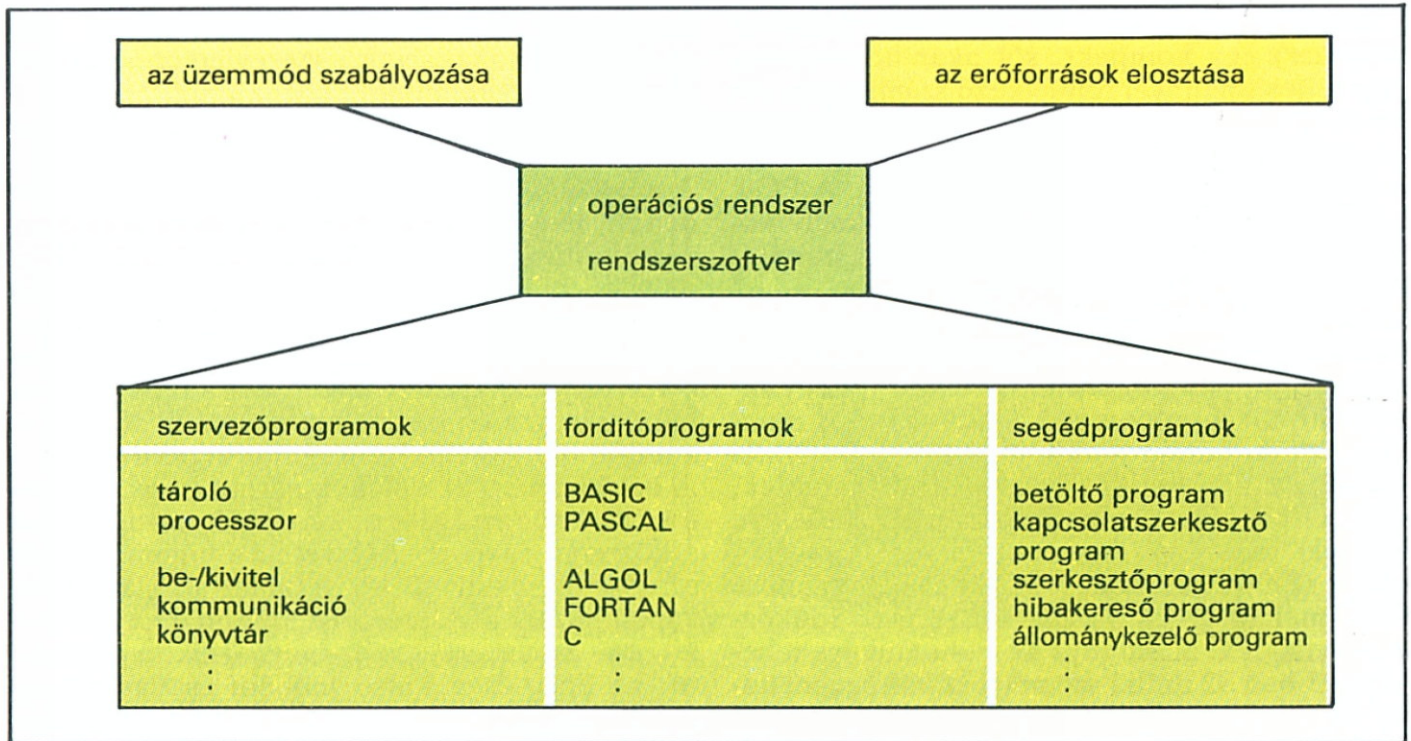 az üzemmód szabályozása
az erőforrások elosztása
operációs rendszer
rendszerszoftver
szervezőprogramok
fordítóprogramok
segédprogramok
tároló
processzor
be-/kivitel
kommunikáció
könyvtár
BASIC
PASCAL
ALGOL
FORTAN
C
betöltő program
kapcsolatszerkesztő
program
szerkesztőprogram
hibakereső program
állománykezelő program